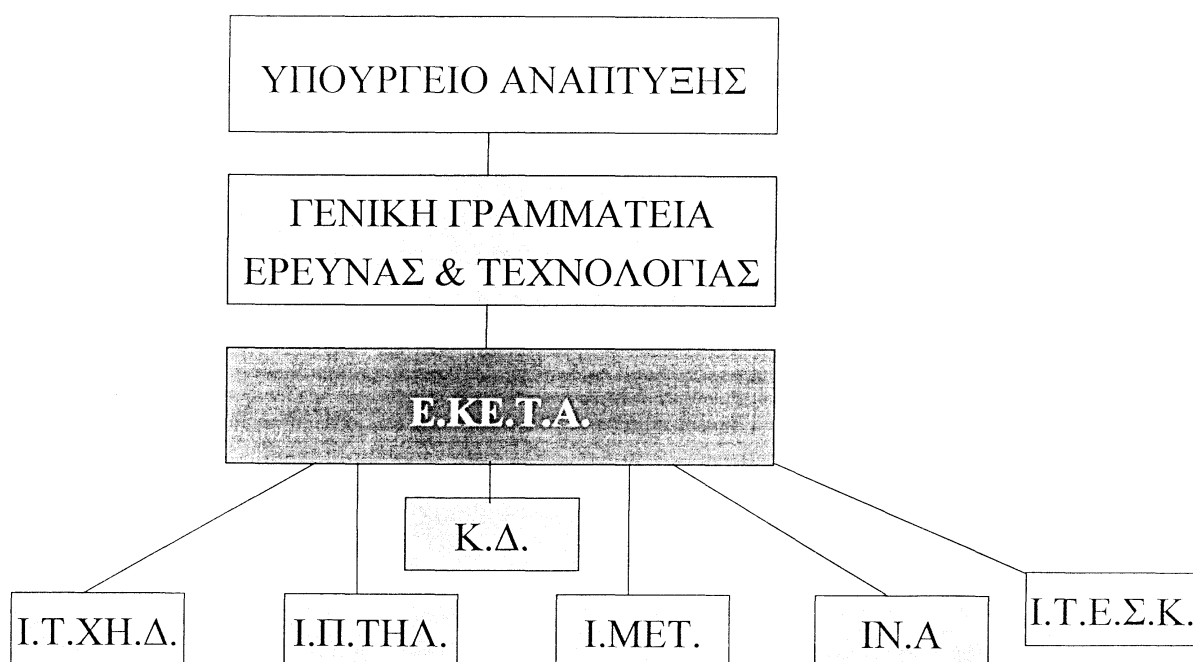 ΥΠΟΥΡΓΕΙΟ ΑΝΑΠΤΥΞΗΣ
ΓΕΝΙΚΗ ΓΡΑΜΜΑΤΕΙΑ
ΕΡΕΥΝΑΣ & ΤΕΧΝΟΛΟΓΙΑΣ
Ε.ΚΕ.Τ.Α.
Κ.Δ.
Ι.Τ.ΧΗ.Δ.
Ι.Π.ΤΗΛ.
Ι.ΜΕΤ.
ΙΝ.Α
Ι.Τ.Ε.Σ.Κ.